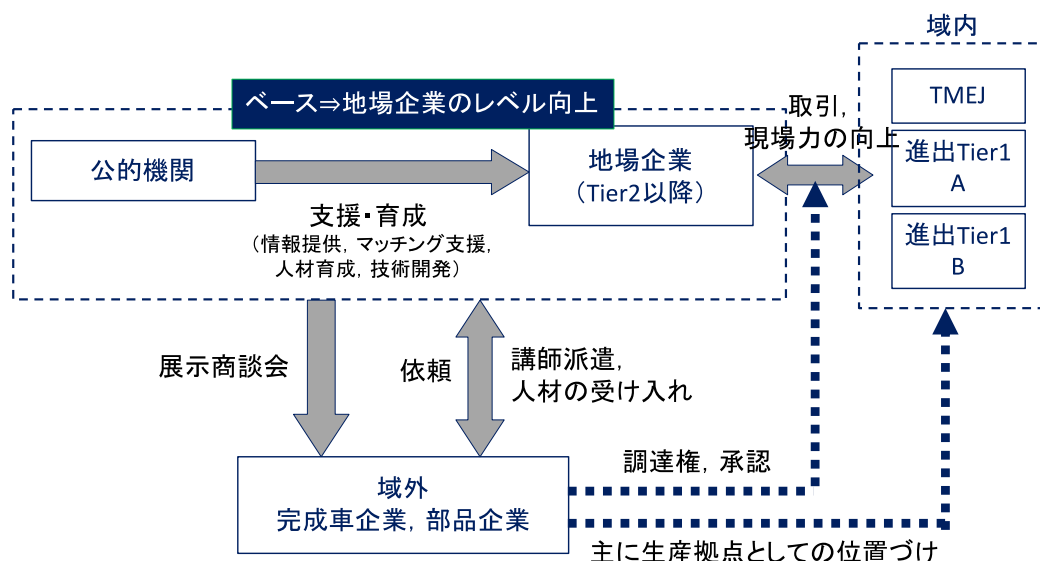 域内
ベース⇒地場企業のレベル向上
TMEJ
取引,
現場力の向上
公的機関
地場企業
（Tier2以降）
進出Tier1
A
支援・育成
（情報提供, マッチング支援,
人材育成, 技術開発）
進出Tier1
B
展示商談会
依頼
講師派遣,
人材の受け入れ
調達権, 承認
域外
完成車企業, 部品企業
主に生産拠点としての位置づけ